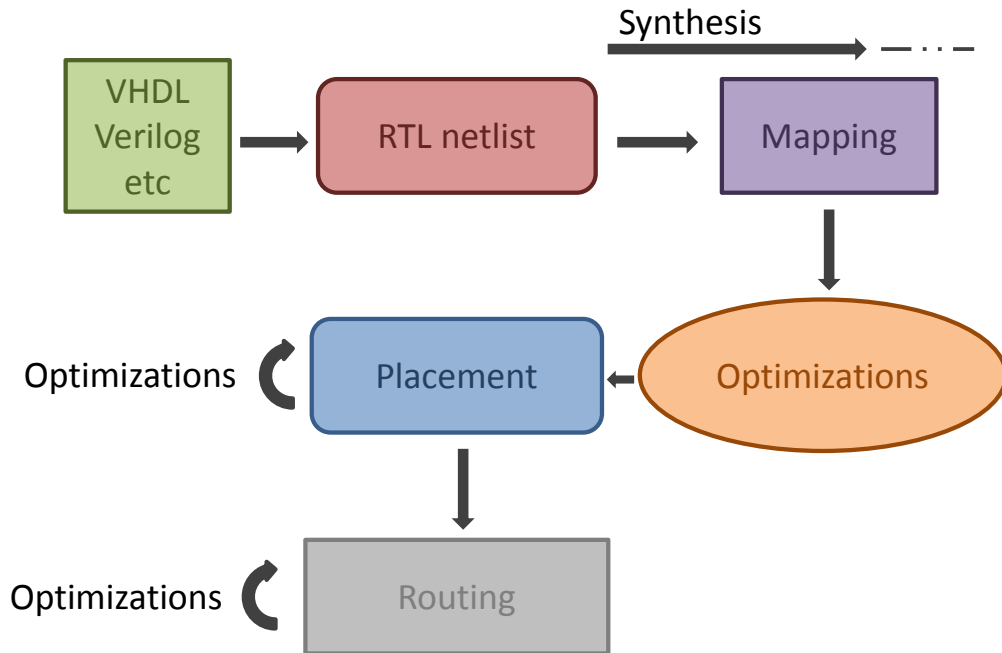 Synthesis
VHDL
Verilog
etc
RTL netlist
Mapping
Optimizations
Placement
Optimizations
Optimizations
Routing